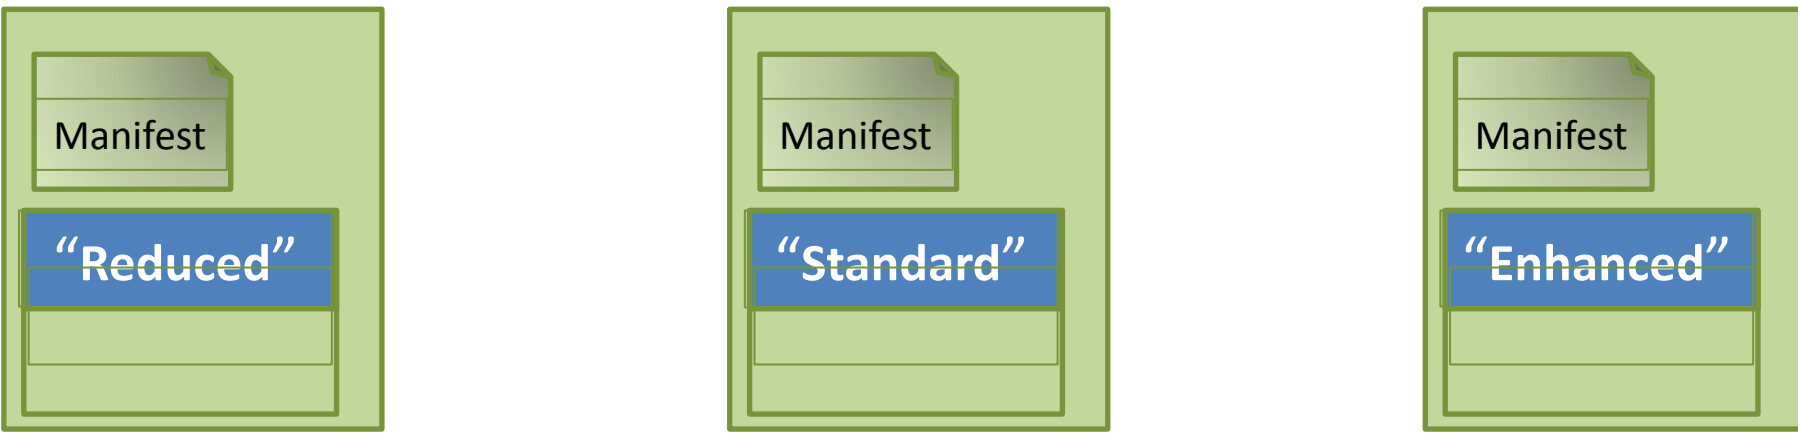 Manifest
“Reduced”
Manifest
“Standard”
Manifest
“Enhanced”